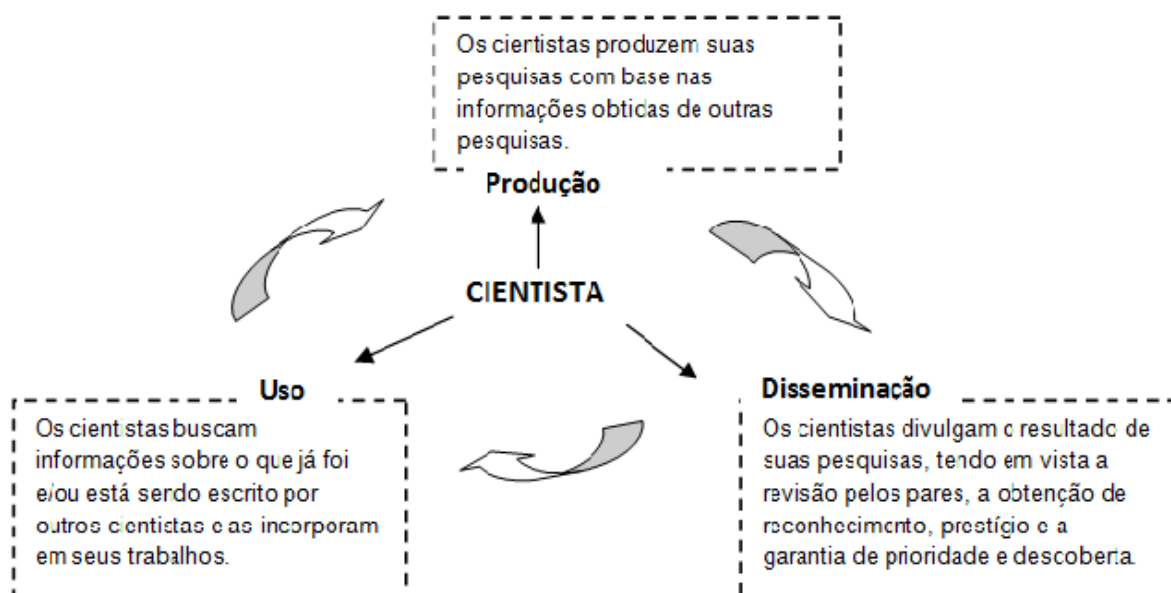 Os cientistas produzem suas
pesquisas com base nas
informações obtidas de outras
pesquisas.
Produção
CIENTISTA
Uso
Os cientistas buscam
informações sobre o que já foi
e/ou está sendo escrito por
outros cientistas e as incorporam
em seus trabalhos.
Disseminação
Os cientistas divulgam o resultado de
suas pesquisas, tendo em vista a
revisão pelos pares, a obtenção de
reconhecimento, prestígio e a
garantia de prioridade e descoberta.